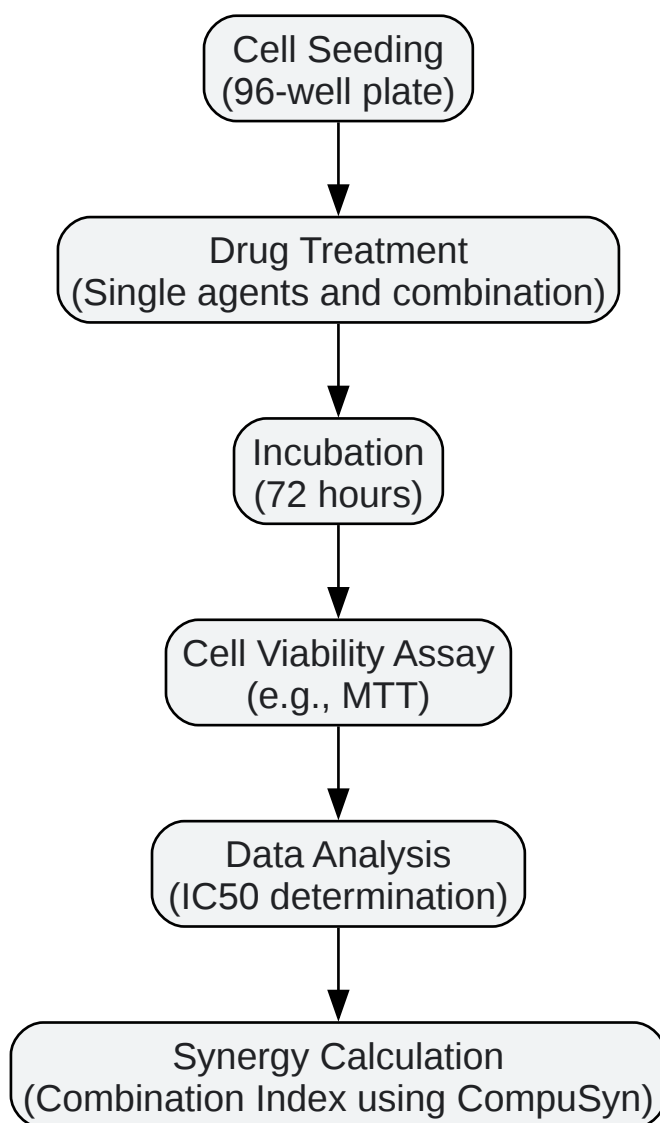 Cell Seeding
(96-well plate)
Drug Treatment
(Single agents and combination)
Incubation
(72 hours)
Cell Viability Assay
(e.g., MTT)
Data Analysis
(IC50 determination)
Synergy Calculation
(Combination Index using CompuSyn)